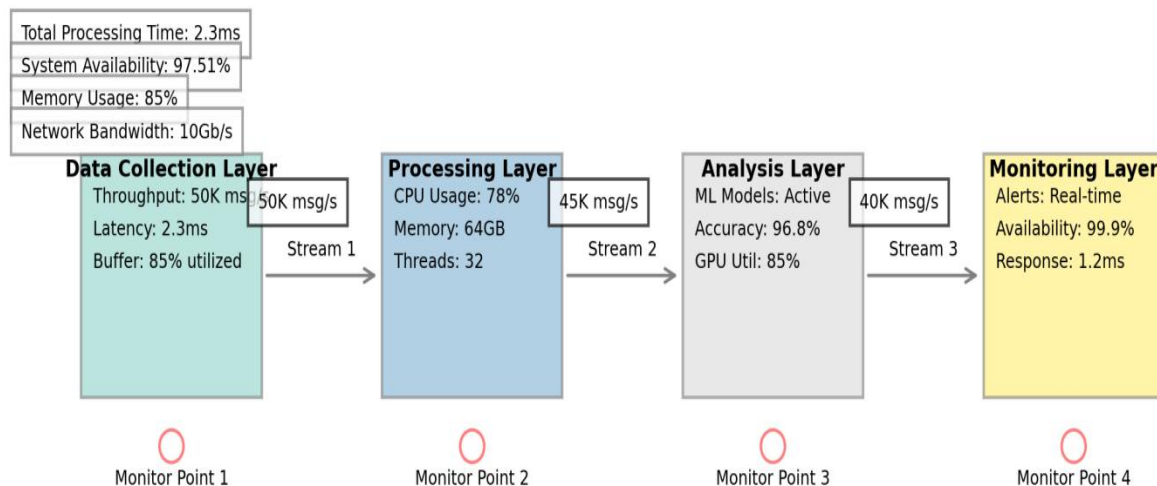 Total Processing Time: 2.3ms
System Availability: 97.51%
Memory Usage: 85%
Network Bandwidth: 10Gb/s
Data Collection Layer
Throughput: 50K msg/s
Latency: 2.3ms
Buffer: 85% utilized
50K msg/s
Stream 1
Processing Layer
CPU Usage: 78%
Memory: 64GB
Threads: 32
45K msg/s
Stream 2
Analysis Layer
ML Models: Active
Accuracy: 96.8%
GPU Util: 85%
40K msg/s
Stream 3
Monitoring Layer
Alerts: Real-time
Availability: 99.9%
Response: 1.2ms
Monitor Point 1
Monitor Point 2
Monitor Point 3
Monitor Point 4